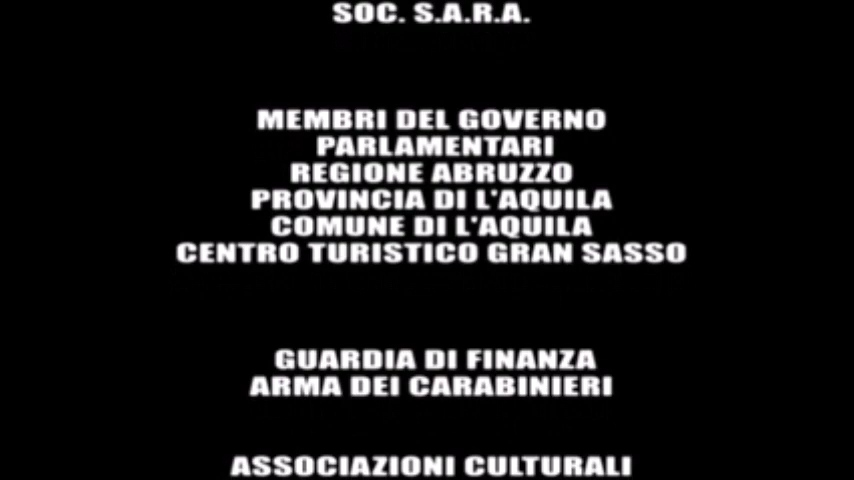 SOC. S.A.R.A.
MEMBRI DEL GOVERNO
PARLAMENTARI
REGIONE ABRUZZO
PROVINCIA DI L'AQUILA
COMUNE DI L'AQUILA
CENTRO TURISTICO GRAN SASSO
GUARDIA DI FINANZA
ARMA DEI CARABINIERI
ASSOCIAZIONI CULTURALI